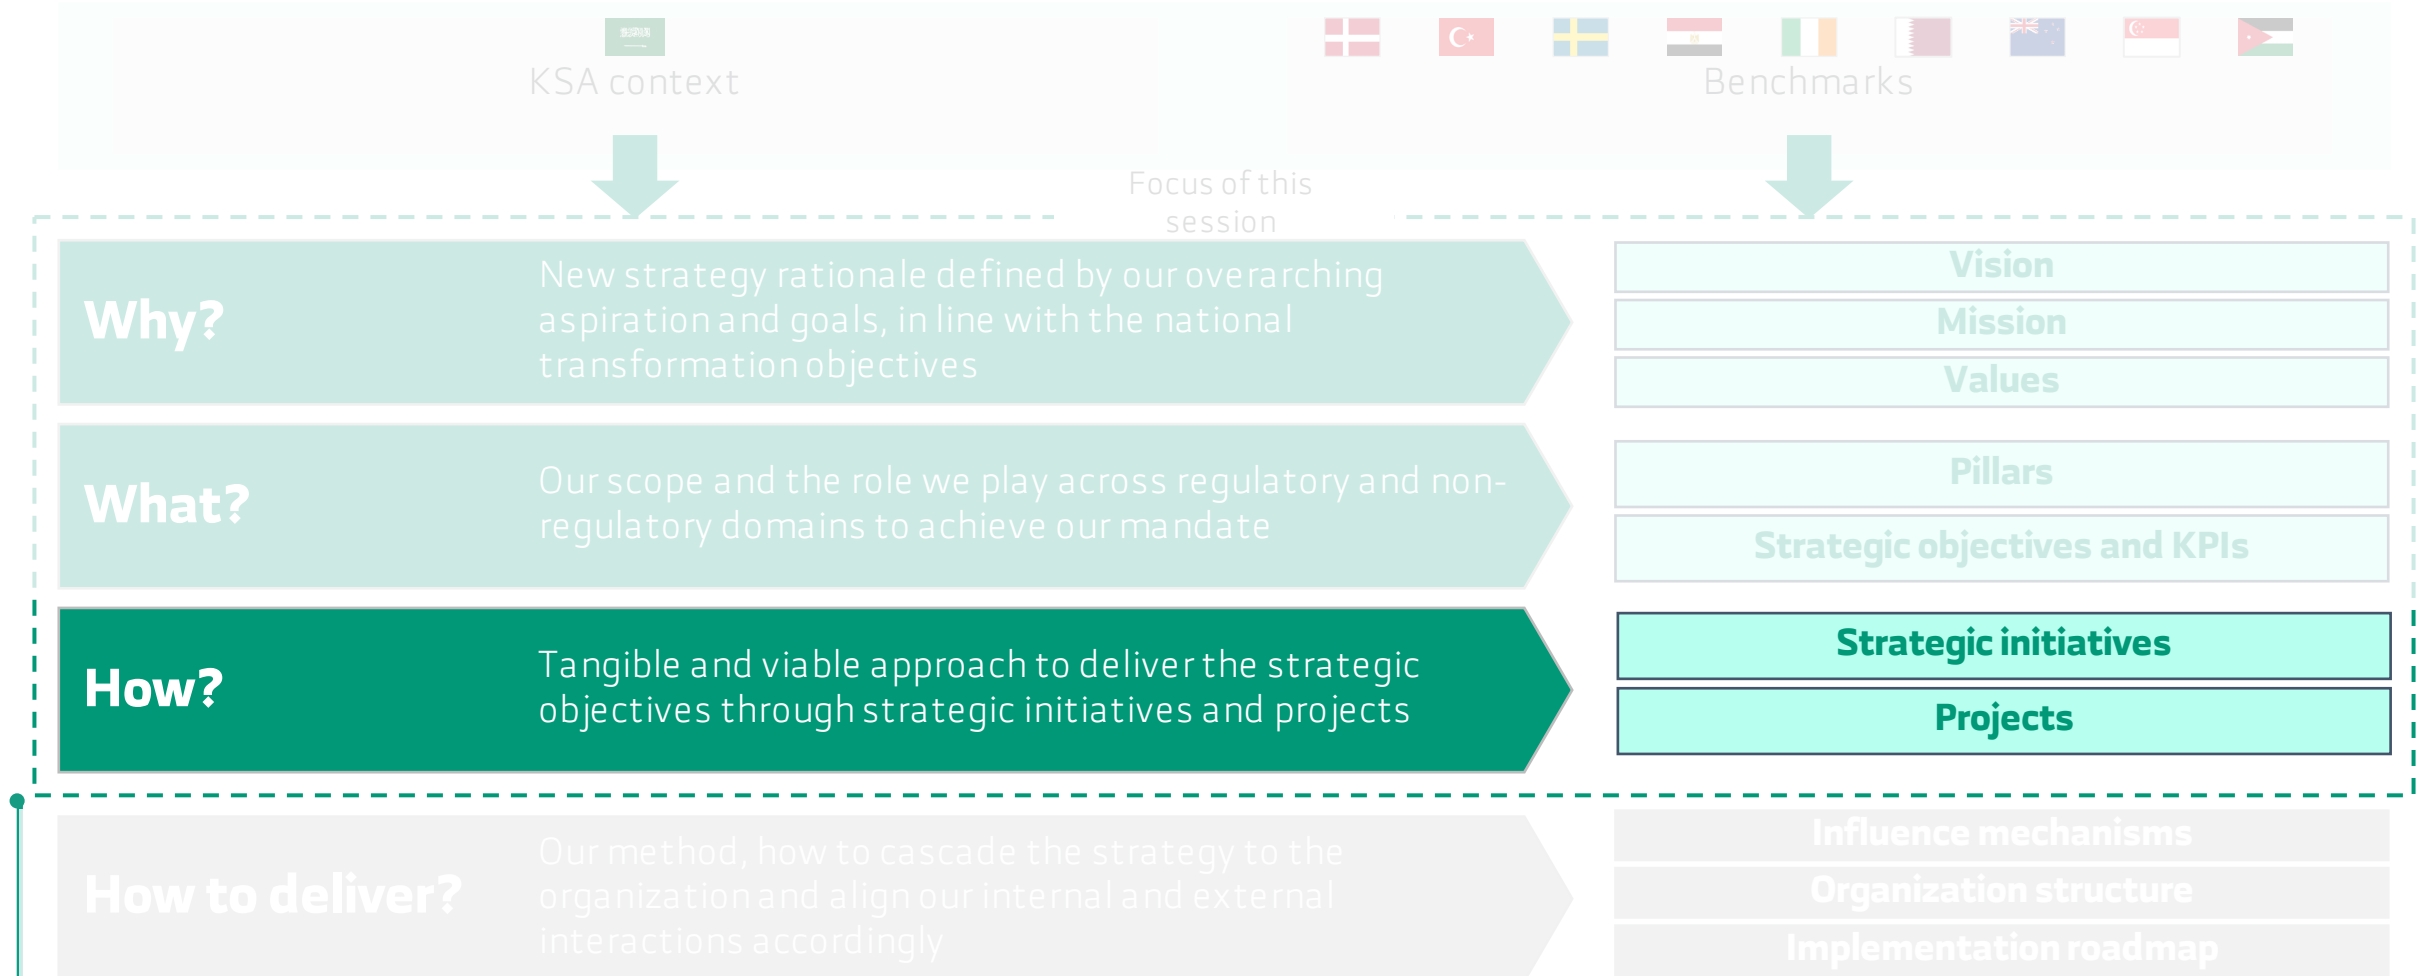 KSA context
Benchmarks
Focus of this
session
Why?
New strategy rationale defined by our overarching
aspiration and goals, in line with the national
transformation objectives
Vision
Mission
Values
What?
Our scope and the role we play across regulatory and non-
regulatory domains to achieve our mandate
Pillars
Strategic objectives and KPIs
How?
Tangible and viable approach to deliver the strategic
objectives through strategic initiatives and projects
Strategic initiatives
Projects
How to deliver?
Our method, how to cascade the strategy to the
organization and align our internal and external
interactions accordingly
Influence mechanisms
Organization structure
Implementation roadmap